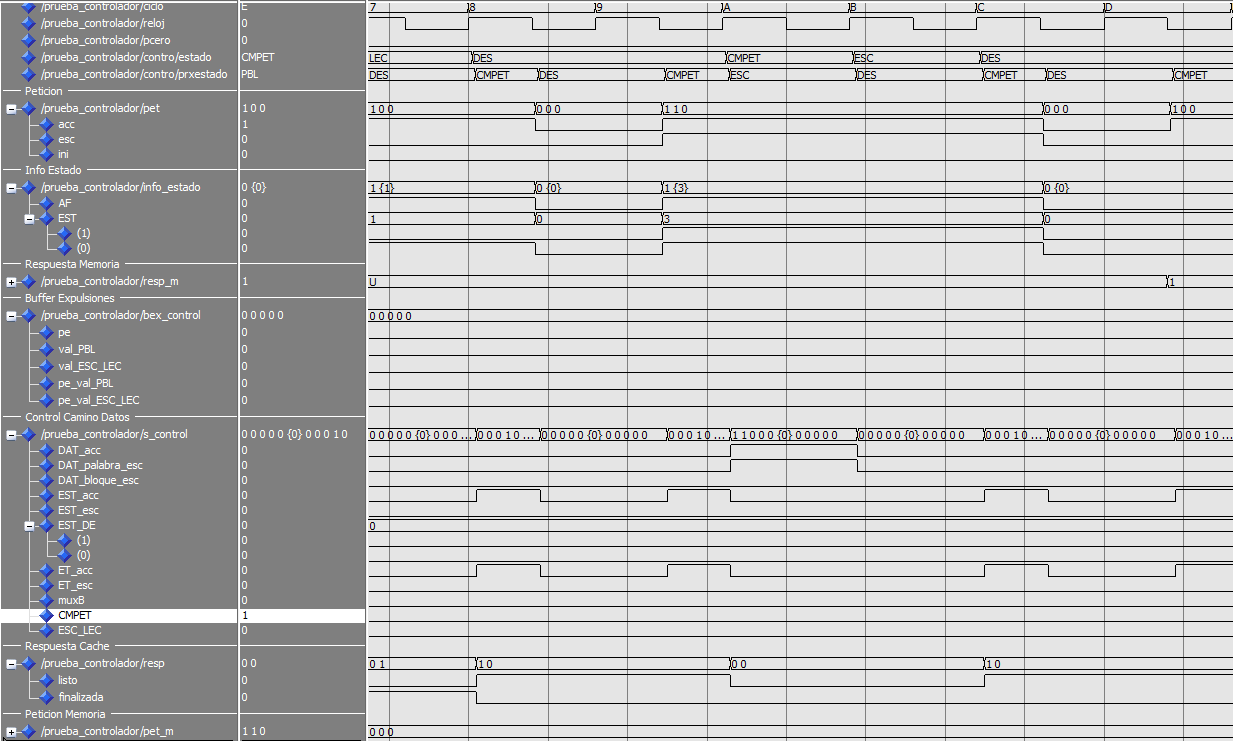 /prueba_controlador/ciclo E 7 8 9 A B C D
/prueba_controlador/reloj 0
/prueba_controlador/pcero 0
/prueba_controlador/contro/estado CMPET LEC DES CMPET ESC DES
/prueba_controlador/contro/prxestado PBL DES CMPET DES CMPET ESC DES CMPET DES CMPET
Peticion
/prueba_controlador/pet 1 0 0 1 0 0 0 0 0 1 1 0 0 0 0 1 0 0
acc 1
esc 0
ini 0
Info Estado
/prueba_controlador/info_estado 0 {0} 1 {1} 0 {0} 1 {3} 0 {0}
AF 0
EST 0 1 0 3 0
(1) 0
(0) 0
Respuesta Memoria
/prueba_controlador/resp_m 1 U 1
Buffer Expulsiones
/prueba_controlador/bex_control 0 0 0 0 0 0 0 0 0 0
pe 0
val_PBL 0
val_ESC_LEC 0
pe_val_PBL 0
pe_val_ESC_LEC 0
Control Camino Datos
/prueba_controlador/s_control 0 0 0 0 0 {0} 0 0 0 1 0 0 0 0 0 0 {0} 0 0 0... 0 0 0 1 0 ... 0 0 0 0 0 {0} 0 0 0 0 0 0 0 0 1 0 ... 1 1 0 0 0 {0} 0 0 0 0 0 0 0 0 0 0 {0} 0 0 0 0 0 0 0 0 1 0 ... 0 0 0 0 0 {0} 0 0 0 0 0 0 0 0 1 0 ...
DAT_acc 0
DAT_palabra_esc 0
DAT_bloque_esc 0
EST_acc 0
EST_esc 0
EST_DE 0 0
(1) 0
(0) 0
ET_acc 0
ET_esc 0
muxB 0
CMPET 1
ESC_LEC 0
Respuesta Cache
/prueba_controlador/resp 0 0 0 1 1 0 0 0 1 0
listo 0
finalizada 0
Peticion Memoria
/prueba_controlador/pet_m 1 1 0 0 0 0